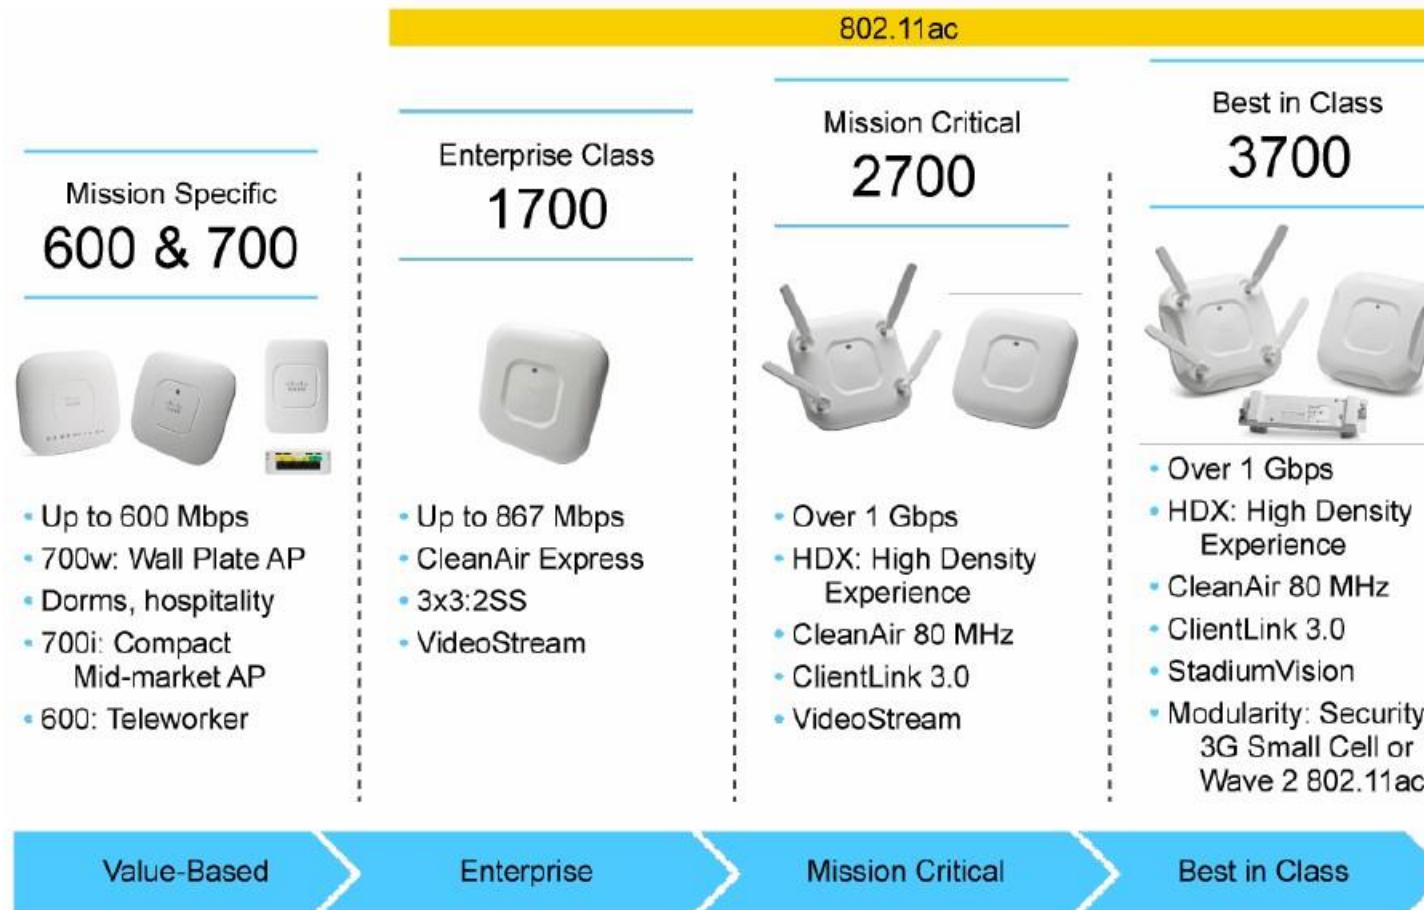 802.11ac
Mission Specific
600 & 700
• Up to 600 Mbps
• 700w: Wall Plate AP
• Dorms, hospitality
• 700i: Compact
Mid-market AP
• 600: Teleworker
Enterprise Class
1700
• Up to 867 Mbps
• CleanAir Express
• 3x3:2SS
• VideoStream
Mission Critical
2700
• Over 1 Gbps
• HDX: High Density
Experience
• CleanAir 80 MHz
• ClientLink 3.0
• VideoStream
Best in Class
3700
• Over 1 Gbps
• HDX: High Density
Experience
• CleanAir 80 MHz
• ClientLink 3.0
• StadiumVision
• Modularity: Security
3G Small Cell or
Wave 2 802.11ac
Value-Based
Enterprise
Mission Critical
Best in Class